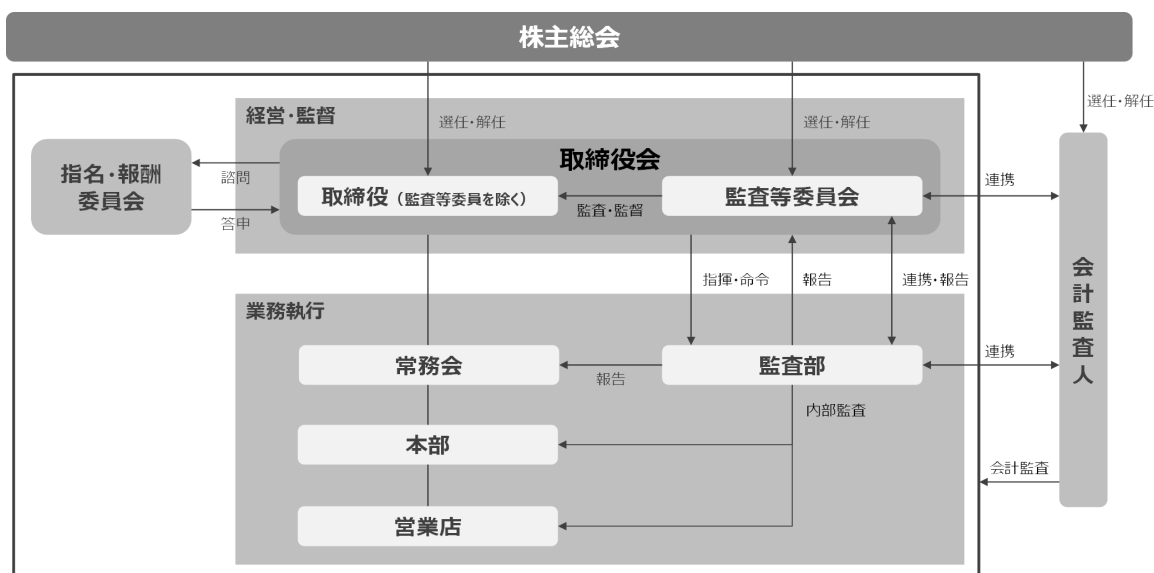 株主総会
選任・解任
選任・解任
選任・解任
経営・監督
取締役会
指名・報酬
委員会
諮問
答申
取締役（監査等委員を除く）
監査・監督
監査等委員会
連携
指揮・命令
報告
連携・報告
会計監査人
業務執行
常務会
報告
監査部
連携
内部監査
本部
会計監査
営業店